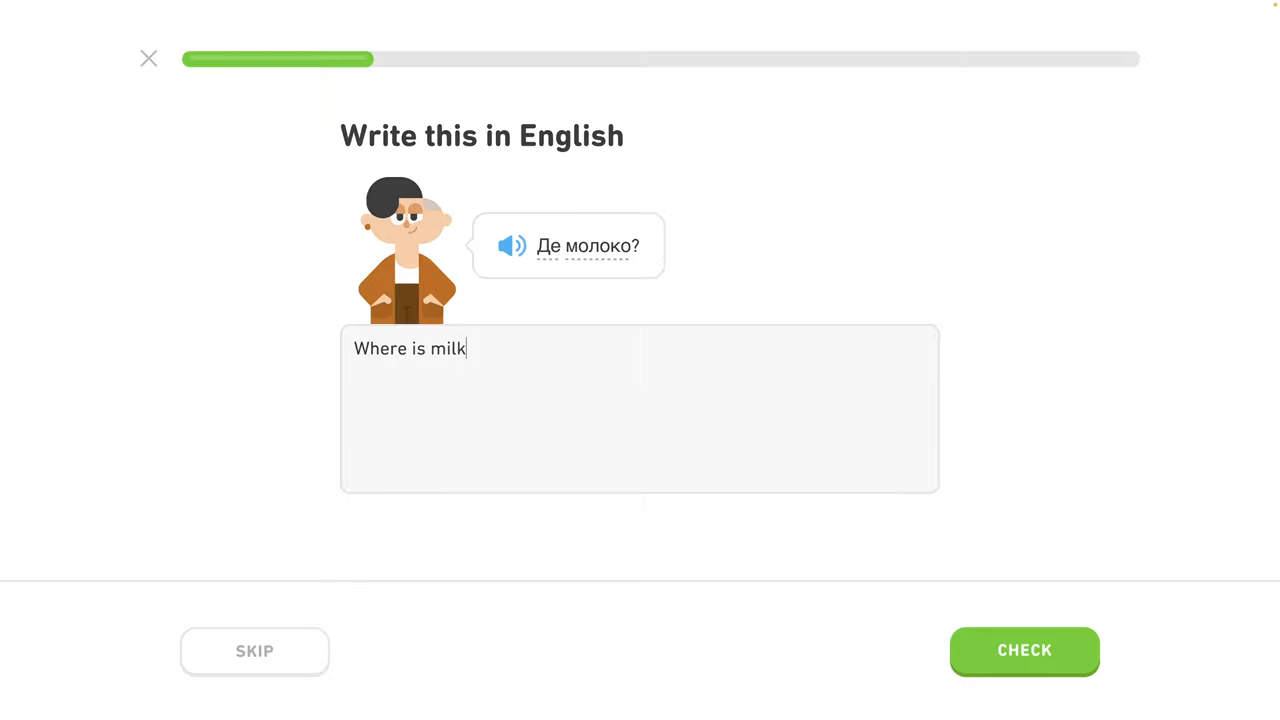 Write this in English
Де молоко?
Where is milk
SKIP
CHECK